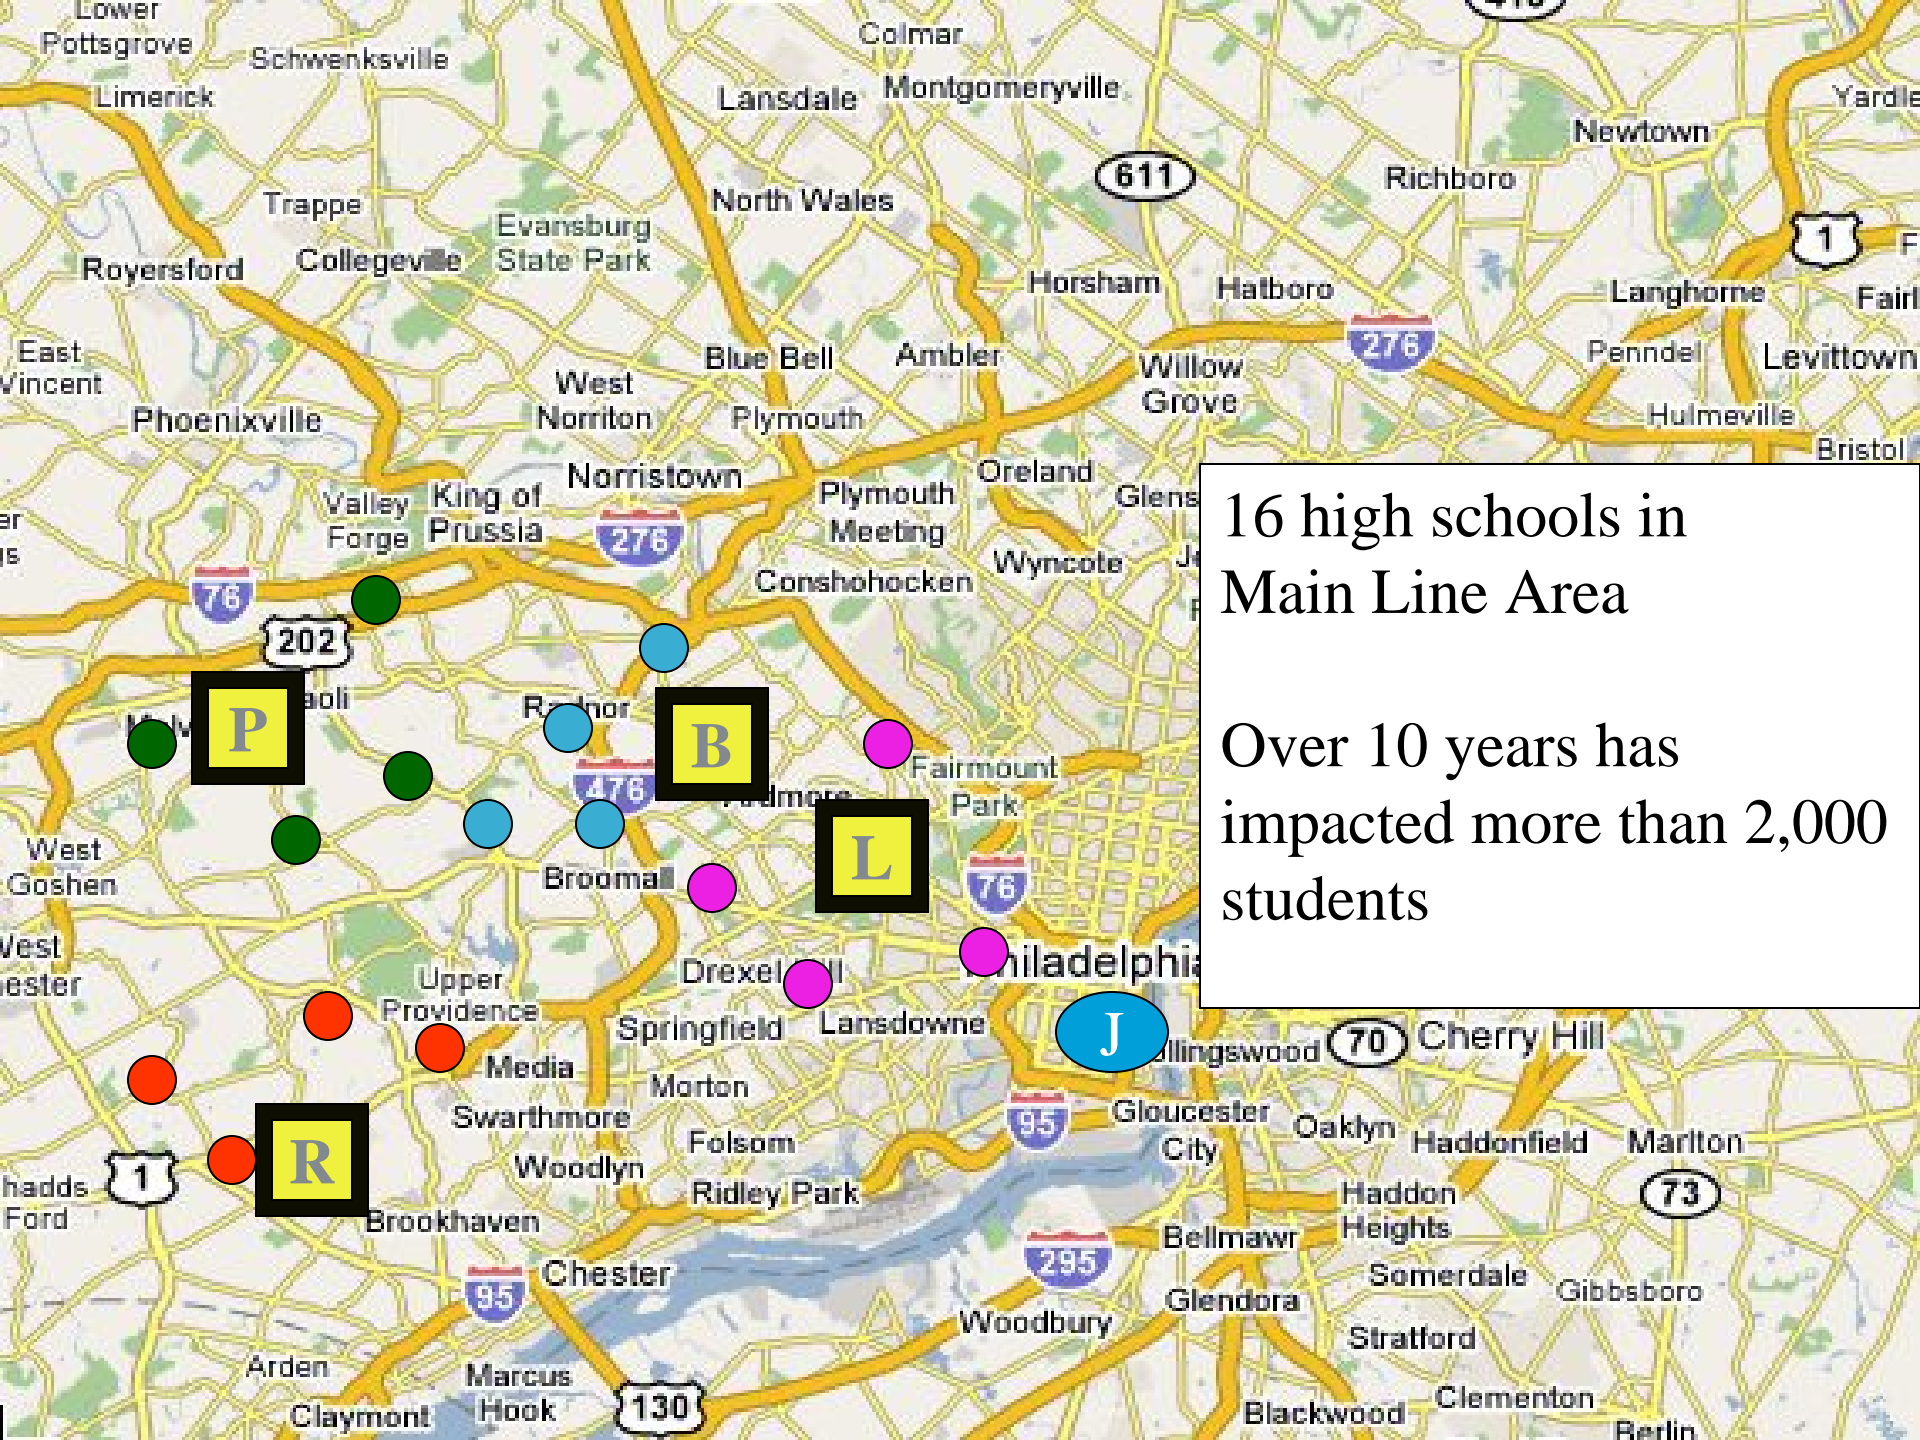 Lower
Pottsgrove
Schwenksville
Limerick
Colmar
Lansdale
Montgomeryville
Newtown
Richboro
611
Trappe
North Wales
Evansburg
State Park
Collegeville
Royersford
1
Horsham
Hatboro
Langhorne
276
East
Vincent
Blue Bell
Ambler
Willow
Grove
Penndel
Levittown
West
Norriton
Phoenixville
Plymouth
Hulmeville
Bristol
Norristown
Oreland
Valley
Forge
King of
Prussia
Plymouth
Meeting
276
Wyncote
Conshohocken
76
202
16 high schools in
Main Line Area
Over 10 years has
impacted more than 2,000
students
P
B
Fairmount
Park
476
L
West
Goshen
Broomall
76
Upper
Providence
Springfield
Lansdowne
J
70
Cherry Hill
Media
Morton
Swarthmore
95
Gloucester
City
Oaklyn
Haddonfield
Marlton
Folsom
R
1
Woodlyn
Ridley Park
Haddon
Heights
73
Ford
Brookhaven
Bellmawr
295
Chester
95
Somerdale
Gibbsboro
Glendora
Woodbury
Stratford
Arden
Marcus
Hook
130
Claymont
Clementon
Blackwood
Berlin